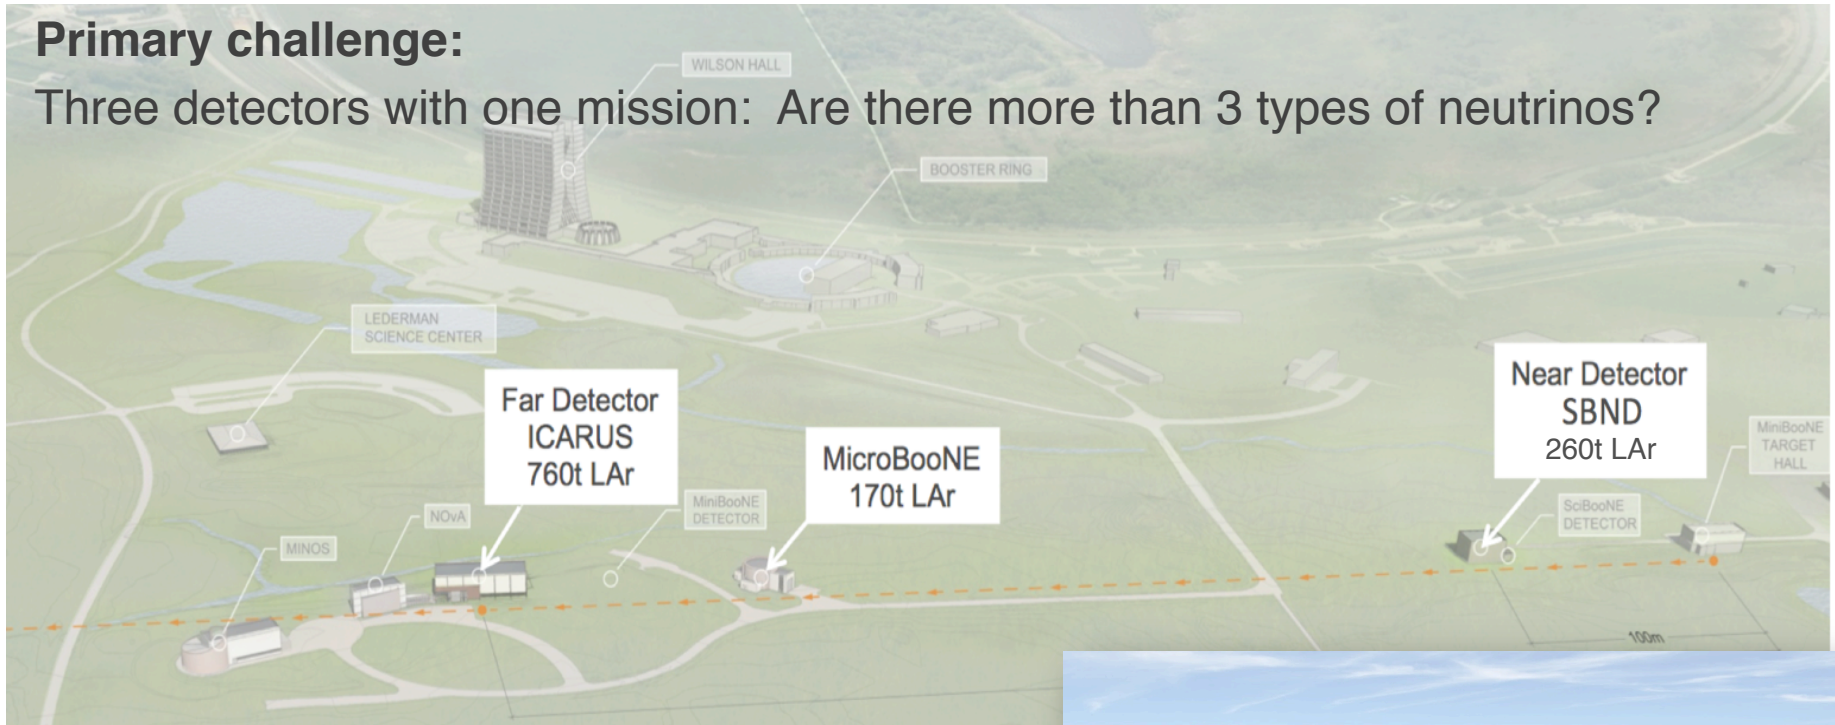 Primary challenge:
Three detectors with one mission: Are there more than 3 types of neutrinos?
WILSON HALL
BOOSTER RING
LEDERMAN
SCIENCE CENTER
Far Detector
ICARUS
760t LAr
MicroBooNE
170t LAr
Near Detector
SBND
260t LAr
MiniBooNE
TARGET
HALL
NOvA
MiniBooNE
DETECTOR
SciBooNE
DETECTOR
MINOS
100m